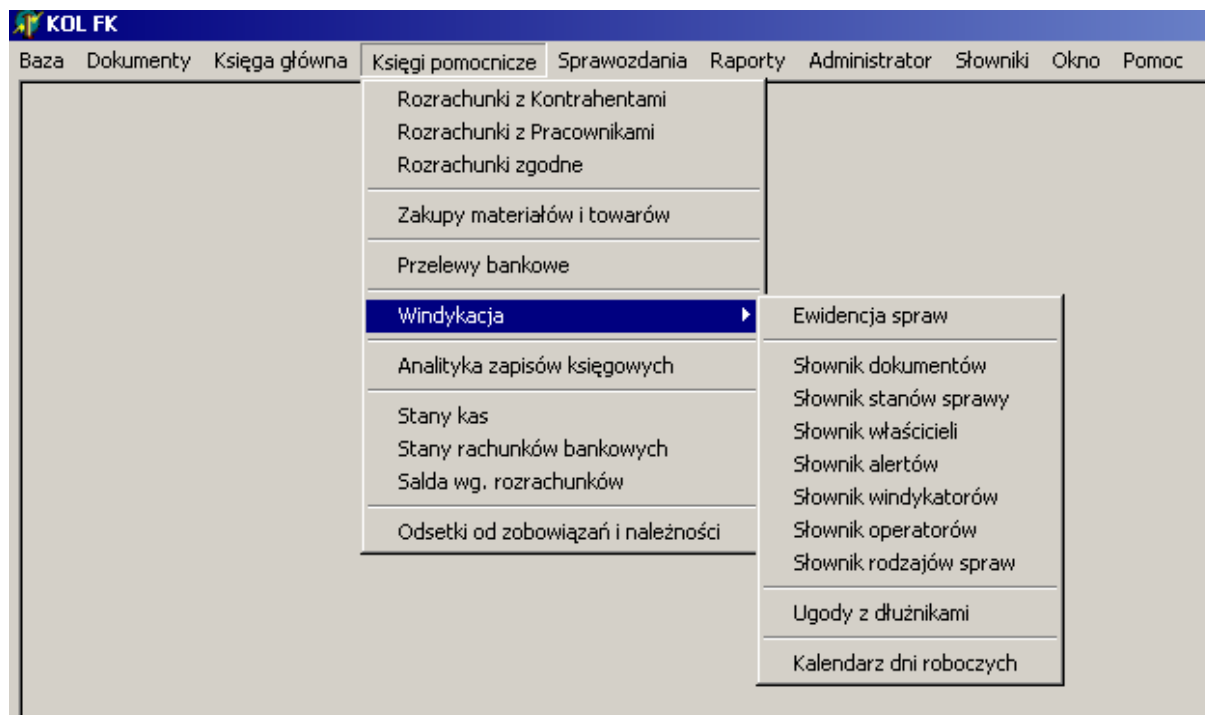 KOL FK
Baza Dokumenty Księga główna Księgi pomocnicze Sprawozdania Raporty Administrator Słowniki Okno Pomoc
Rozrachunki z Kontrahentami
Rozrachunki z Pracownikami
Rozrachunki zgodne
Zakupy materiałów i towarów
Przelewy bankowe
Windykacja
Analityka zapisów księgowych
Stany kas
Stany rachunków bankowych
Salda wg. rozrachunków
Odsetki od zobowiązań i należności
Ewidencja spraw
Słownik dokumentów
Słownik stanów sprawy
Słownik właścicieli
Słownik alertów
Słownik windykatorów
Słownik operatorów
Słownik rodzajów spraw
Ugody z dłużnikami
Kalendarz dni roboczych